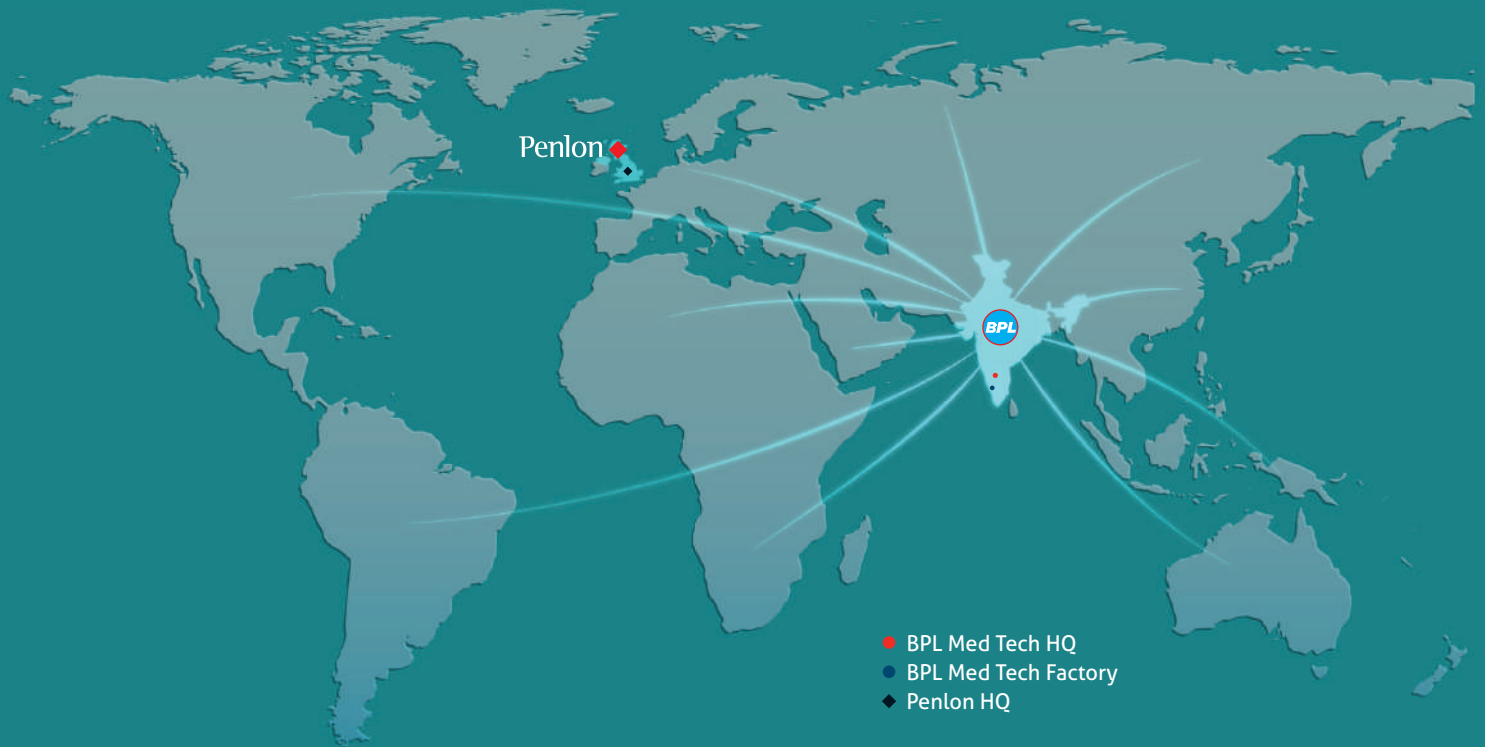 Penlon
BPL
BPL Med Tech HQ
BPL Med Tech Factory
Penlon HQ